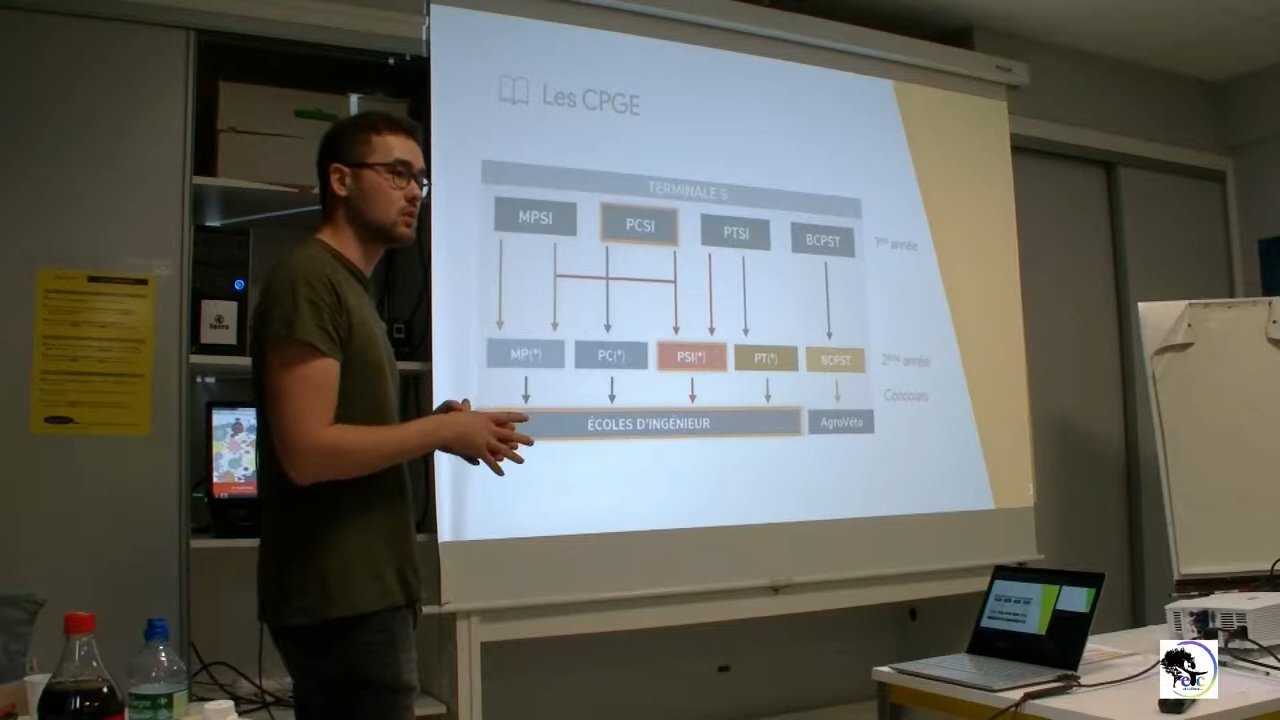 Les CPGE
TERMINALE S
MPSI
PCSI
PTSI
BCPST
1ère année
MP(*)
PC(*)
PSI(*)
PT(*)
BCPST
2ème année
Concours
ÉCOLES D'INGÉNIEUR
AgroVéto
terra